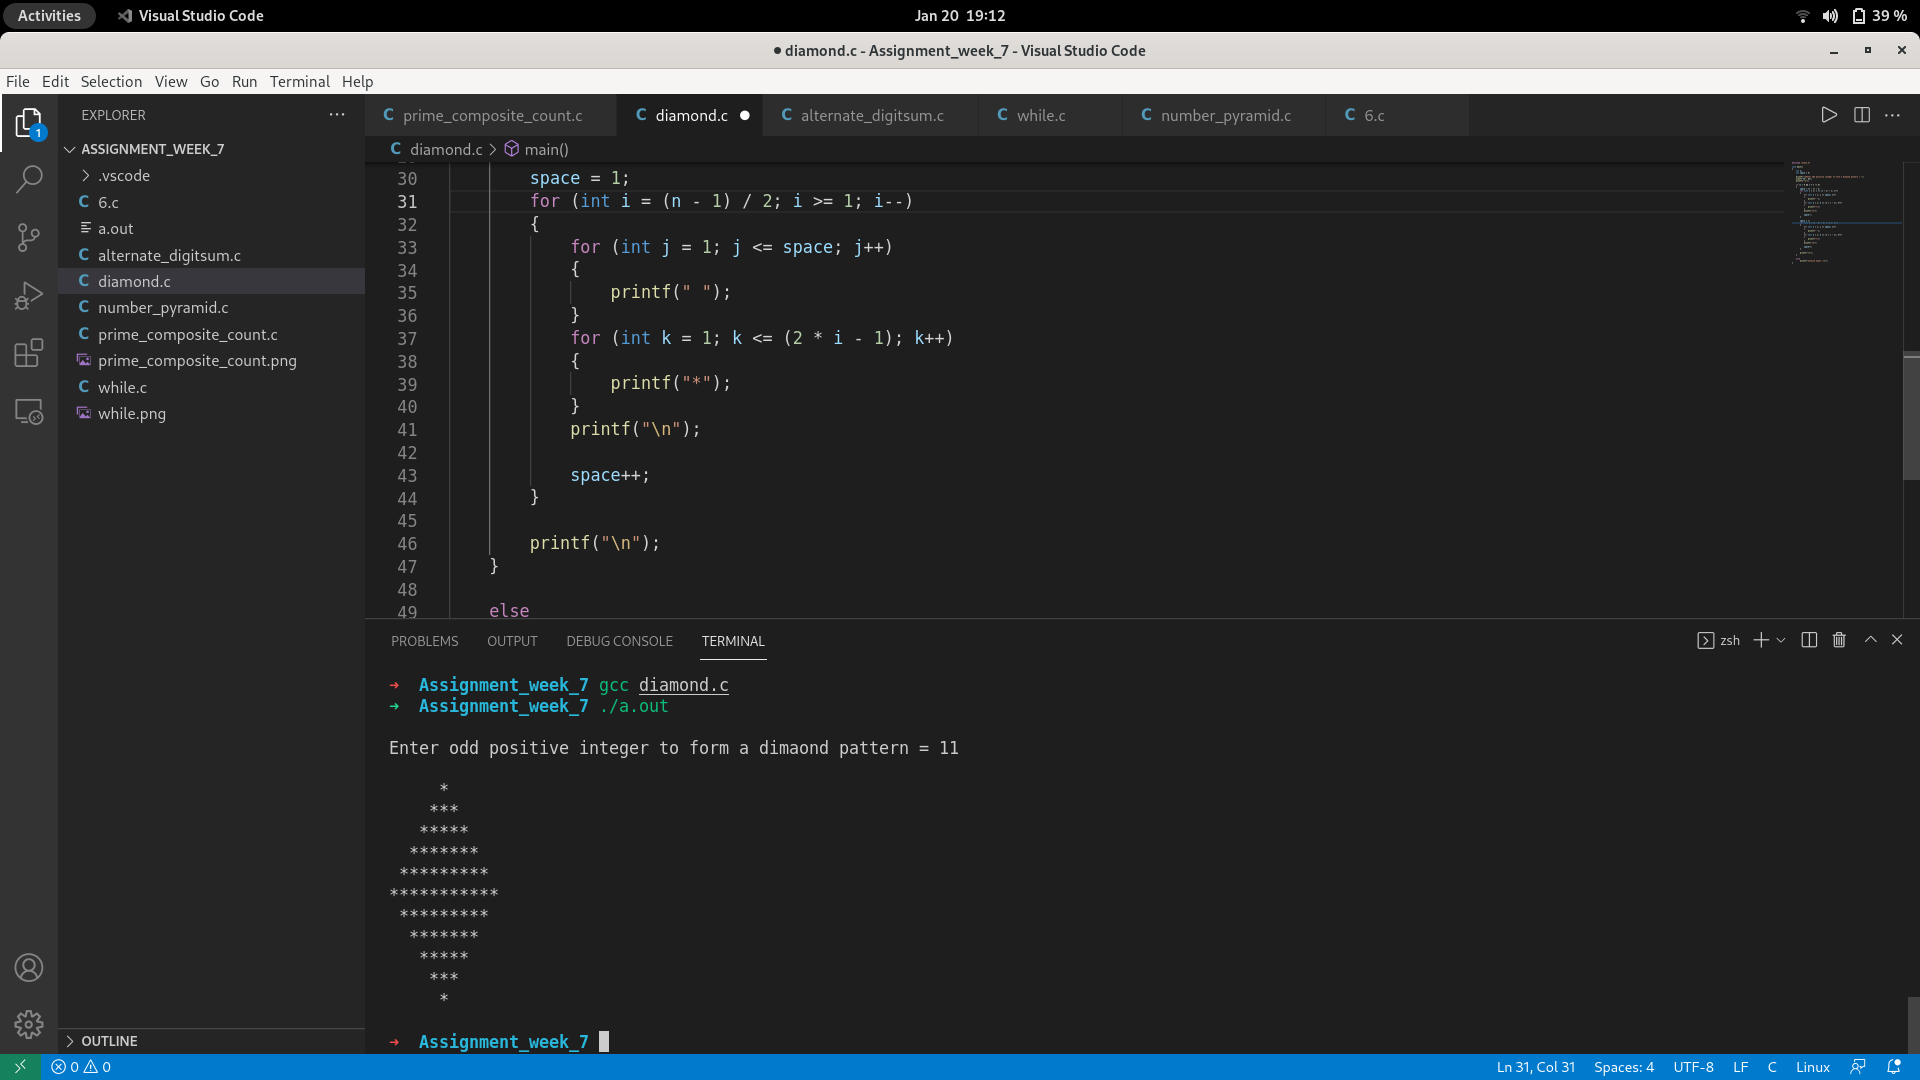 Activities Visual Studio Code Jan 20 19:12 39 %
● diamond.c - Assignment_week_7 - Visual Studio Code
File Edit Selection View Go Run Terminal Help
EXPLORER ···
ASSIGNMENT_WEEK_7
.vscode
C 6.c
a.out
C alternate_digitsum.c
C diamond.c
C number_pyramid.c
C prime_composite_count.c
prime_composite_count.png
C while.c
while.png
OUTLINE
1
C prime_composite_count.c C diamond.c ● C alternate_digitsum.c C while.c C number_pyramid.c C 6.c
C diamond.c > main()
30 space = 1;
31 for (int i = (n - 1) / 2; i >= 1; i--)
32 {
33 for (int j = 1; j <= space; j++)
34 {
35 printf(" ");
36 }
37 for (int k = 1; k <= (2 * i - 1); k++)
38 {
39 printf("*");
40 }
41 printf("\n");
42
43 space++;
44 }
45
46 printf("\n");
47 }
48
49 else
PROBLEMS OUTPUT DEBUG CONSOLE TERMINAL zsh
➜ Assignment_week_7 gcc diamond.c
➜ Assignment_week_7 ./a.out
Enter odd positive integer to form a dimaond pattern = 11
     *
    ***
   *****
  *******
 *********
***********
 *********
  *******
   *****
    ***
     *
➜ Assignment_week_7
0 0 Ln 31, Col 31 Spaces: 4 UTF-8 LF C Linux